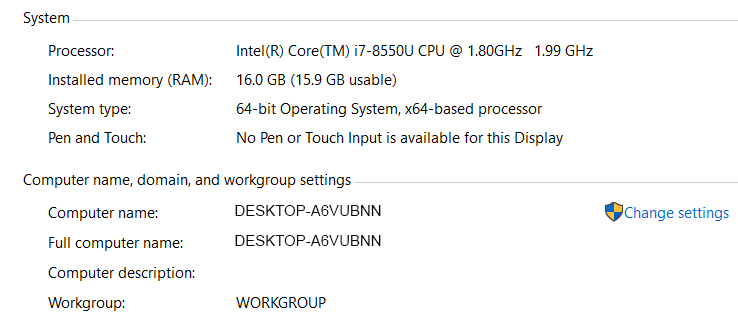 System
Processor: Intel(R) Core(TM) i7-8550U CPU @ 1.80GHz 1.99 GHz
Installed memory (RAM): 16.0 GB (15.9 GB usable)
System type: 64-bit Operating System, x64-based processor
Pen and Touch: No Pen or Touch Input is available for this Display
Computer name, domain, and workgroup settings
Computer name: DESKTOP-A6VUBNN Change settings
Full computer name: DESKTOP-A6VUBNN
Computer description:
Workgroup: WORKGROUP